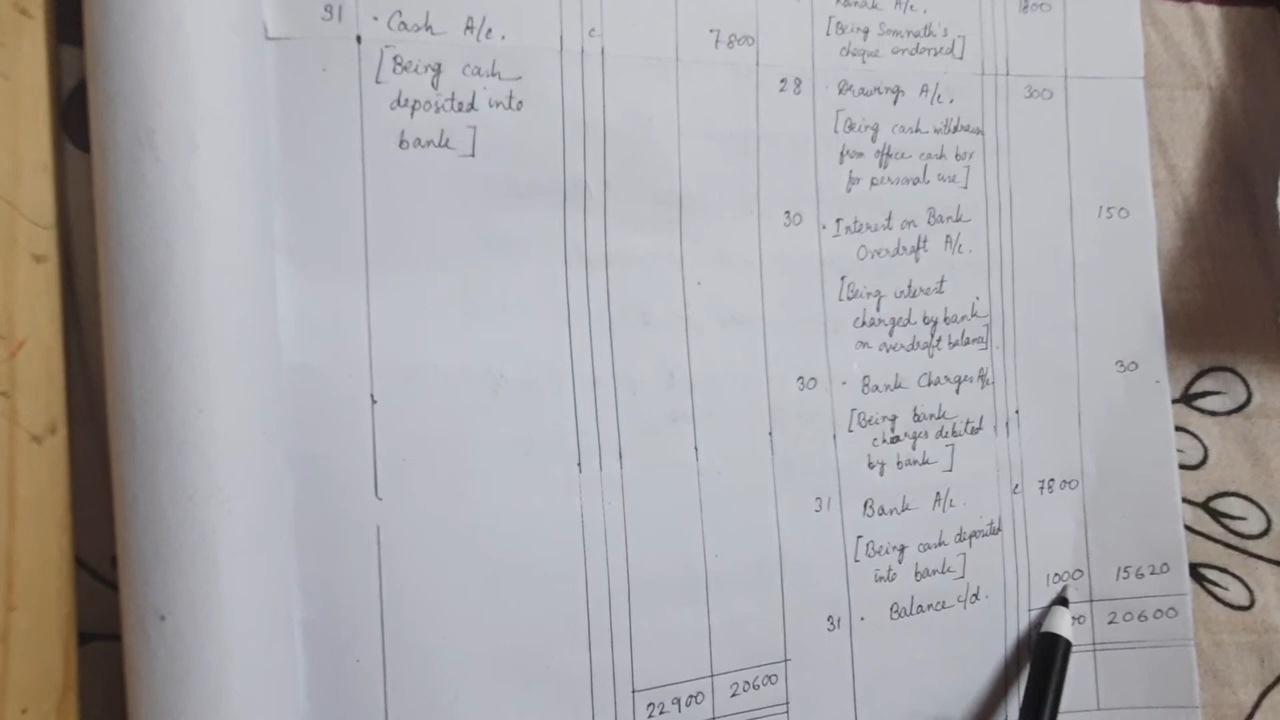 31 · Cash A/c. c 7800
[Being cash
deposited into
bank]
22900 20600
A/c. 1800
[Being Somnath's
cheque endorsed]
28 · Drawings A/c. 300
[Being cash withdrawn
from office cash box
for personal use]
30 · Interest on Bank 150
Overdraft A/c.
[Being interest
charged by bank
on overdraft balance]
30 · Bank Charges A/c. 30
[Being bank
charges debited
by bank]
31 Bank A/c. c 7800
[Being cash deposited
into bank]
31 · Balance c/d. 1000 15620
20600